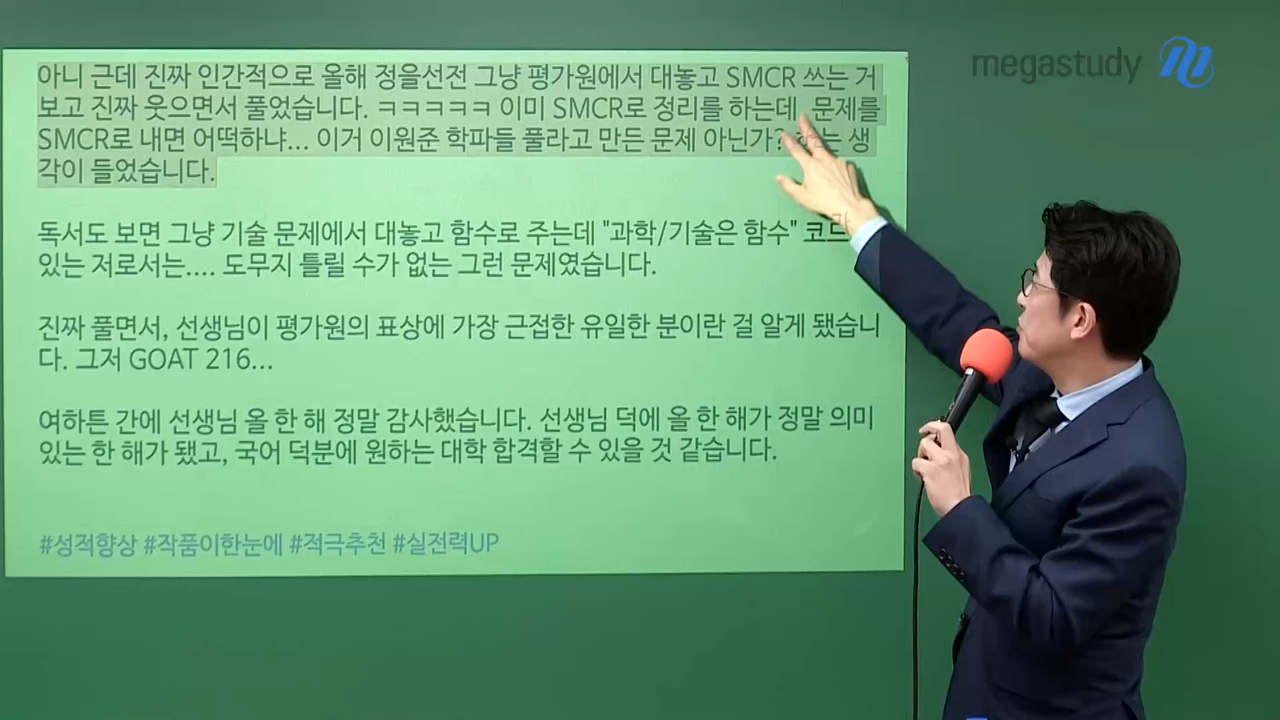 megastudy
아니 근데 진짜 인간적으로 올해 정을선전 그냥 평가원에서 대놓고 SMCR 쓰는 거
보고 진짜 웃으면서 풀었습니다. ㅋㅋㅋㅋㅋ 이미 SMCR로 정리를 하는데, 문제를
SMCR로 내면 어떡하냐... 이거 이원준 학파들 풀라고 만든 문제 아닌가? 하는 생
각이 들었습니다.
독서도 보면 그냥 기술 문제에서 대놓고 함수로 주는데 "과학/기술은 함수" 코드
있는 저로서는.... 도무지 틀릴 수가 없는 그런 문제였습니다.
진짜 풀면서, 선생님이 평가원의 표상에 가장 근접한 유일한 분이란 걸 알게 됐습니
다. 그저 GOAT 216...
여하튼 간에 선생님 올 한 해 정말 감사했습니다. 선생님 덕에 올 한 해가 정말 의미
있는 한 해가 됐고, 국어 덕분에 원하는 대학 합격할 수 있을 것 같습니다.
#성적향상 #작품이한눈에 #적극추천 #실전력UP